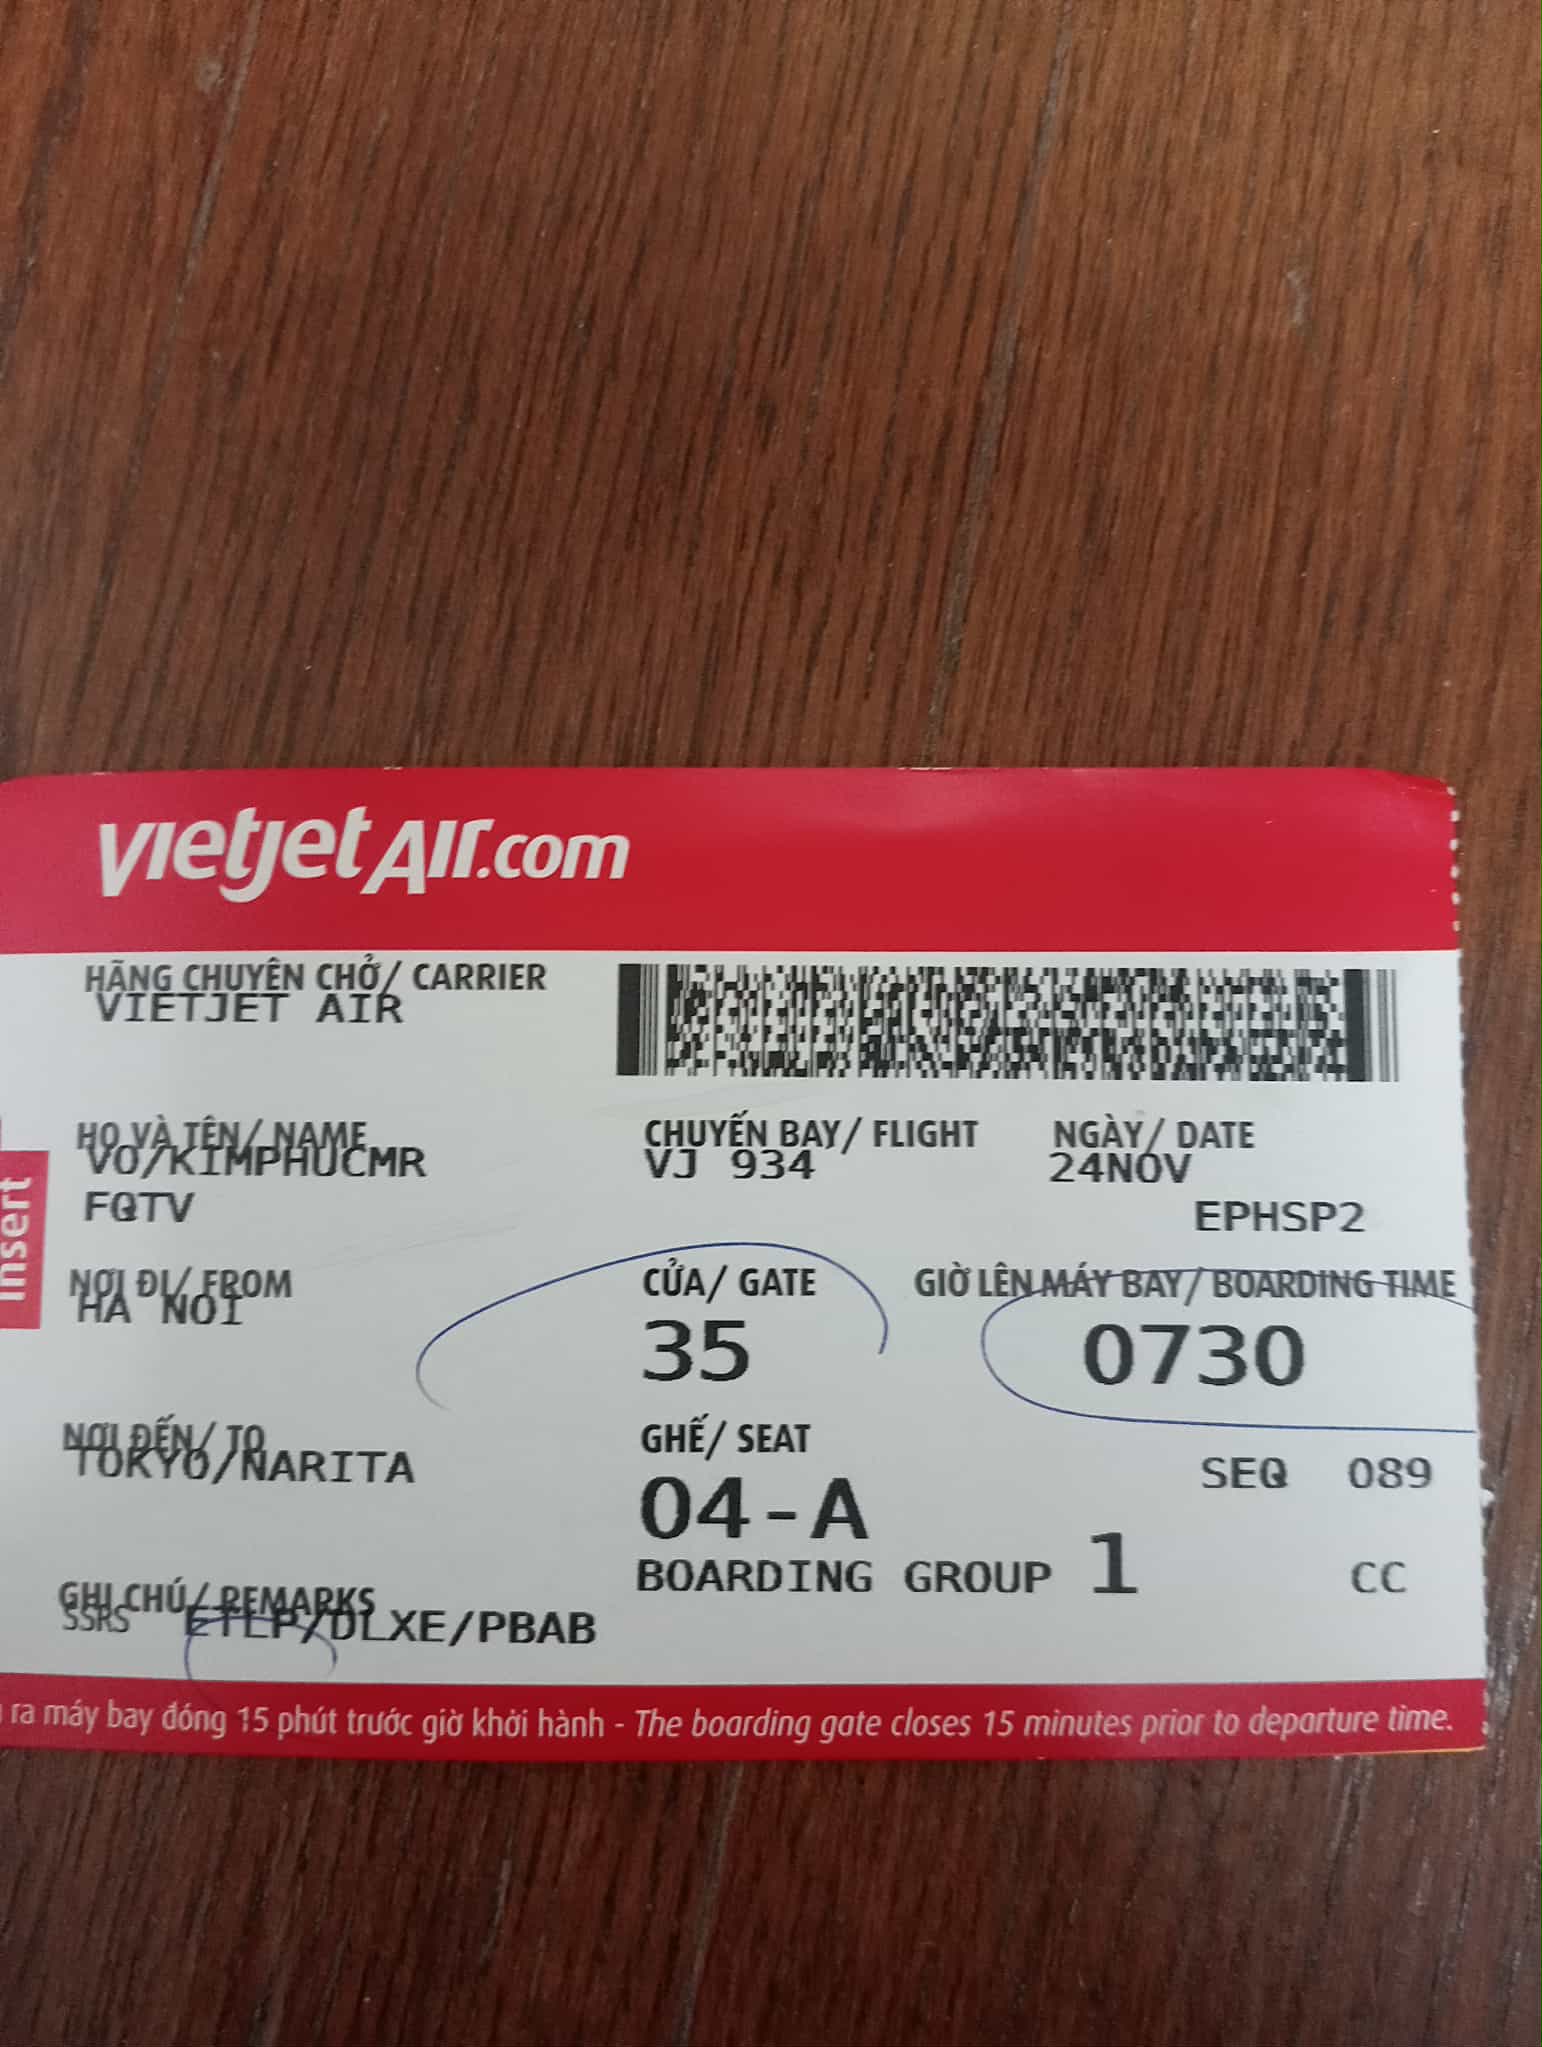 vietjetAir.com
HÃNG CHUYÊN CHỞ/ CARRIER
VIETJET AIR
HỌ VÀ TÊN/ NAME
VO/KIMPHUCMR
CHUYẾN BAY/ FLIGHT
VJ 934
NGÀY/ DATE
24NOV
FQTV
EPHSP2
Insert
NƠI ĐI/ FROM
HA NOI
CỬA/ GATE
35
GIỜ LÊN MÁY BAY/ BOARDING TIME
0730
NƠI ĐẾN/ TO
TOKYO/NARITA
GHẾ/ SEAT
04-A
SEQ 089
BOARDING GROUP 1 CC
GHI CHÚ/ REMARKS
SSRS ETLP/DLXE/PBAB
ra máy bay đóng 15 phút trước giờ khởi hành - The boarding gate closes 15 minutes prior to departure time.